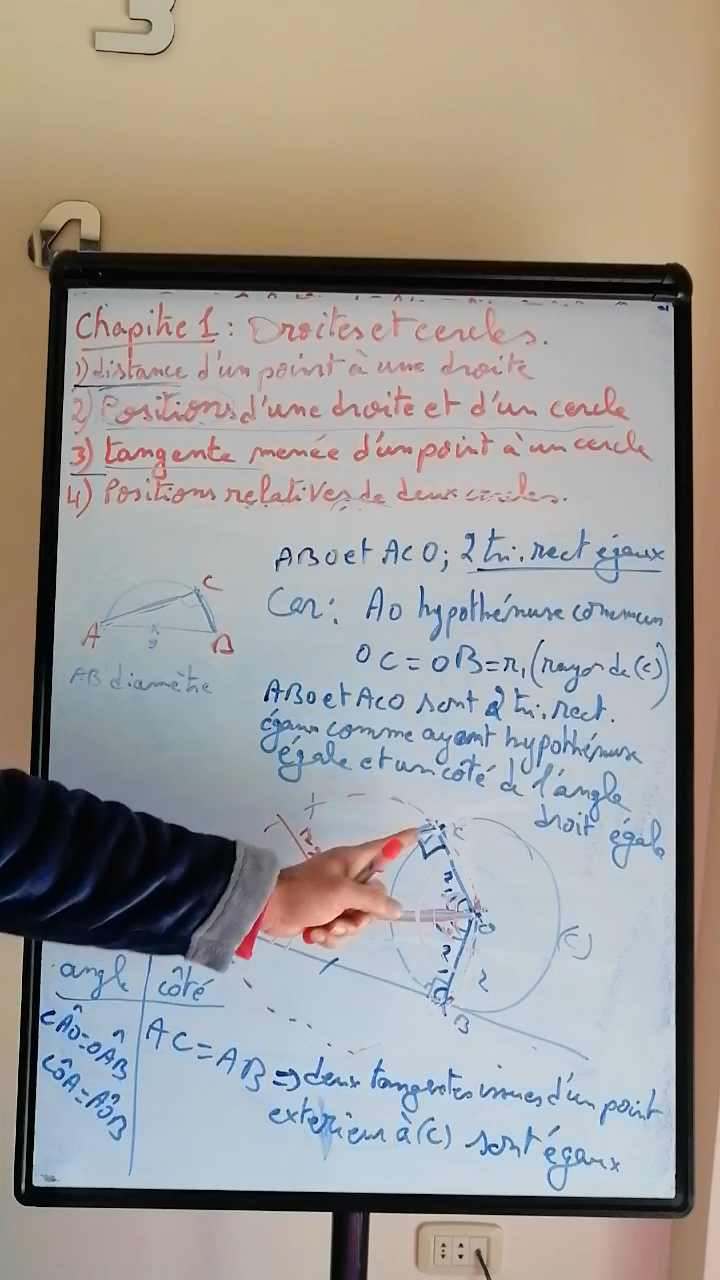 Chapitre 1 : Droites et cercles.
1) distance d'un point à une droite
2) Positions d'une droite et d'un cercle
3) tangente menée d'un point à un cercle
4) Positions relatives de deux cercles.
ABO et ACO; 2 tri. rect égaux
Car: AO hypothénuse commun
OC = OB = r, (rayon de (C))
ABO et ACO sont 2 tri. rect.
égaux comme ayant hypothénuse
égale et un côté de l'angle
droit égale
C
A
B
AB diamètre
C
O
(C)
B
2
angle
côté
CÂO = OÂB
CÔA = AÔB
AC = AB ⇒ deux tangentes issues d'un point
exterieur à (C) sont égaux